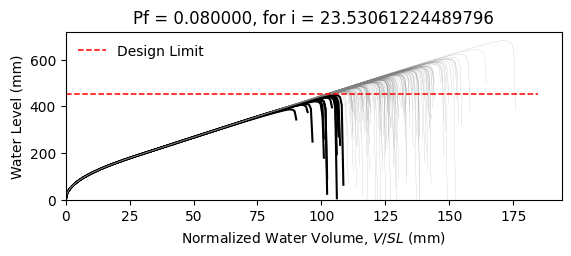 Pf = 0.080000, for i = 23.53061224489796
Design Limit
Water Level (mm)
600
400
200
0
0 25 50 75 100 125 150 175
Normalized Water Volume, V/SL (mm)